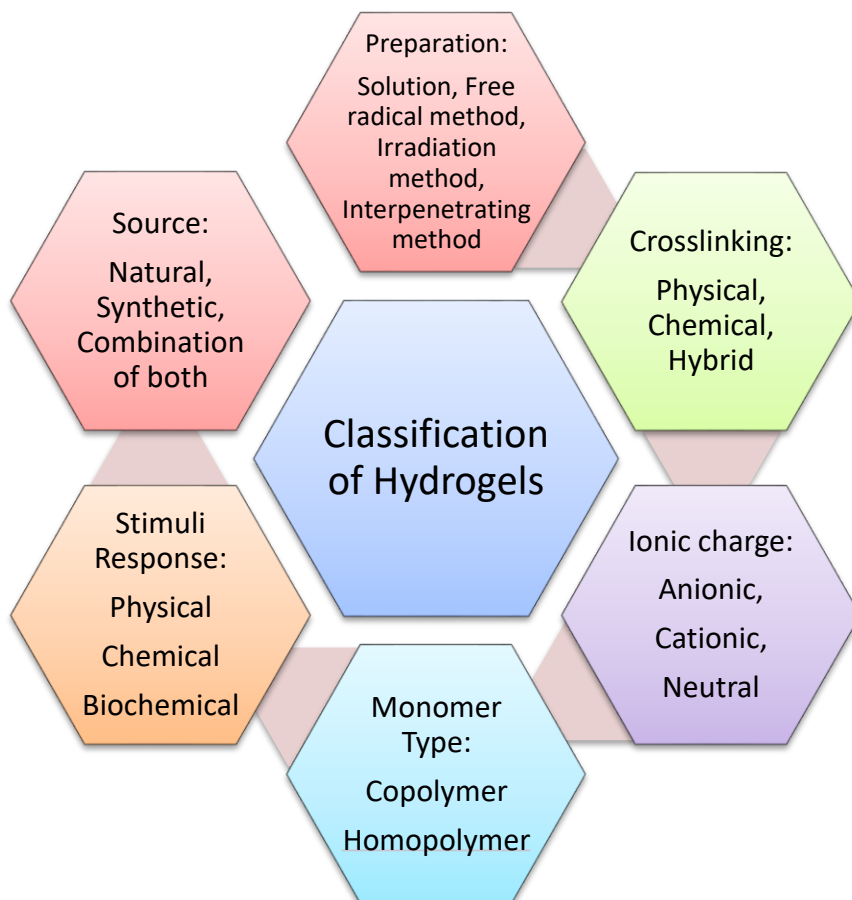 Preparation:
Solution, Free
radical method,
Irradiation
method,
Interpenetrating
method
Source:
Natural,
Synthetic,
Combination
of both
Crosslinking:
Physical,
Chemical,
Hybrid
Classification
of Hydrogels
Stimuli
Response:
Physical
Chemical
Biochemical
Ionic charge:
Anionic,
Cationic,
Neutral
Monomer
Type:
Copolymer
Homopolymer